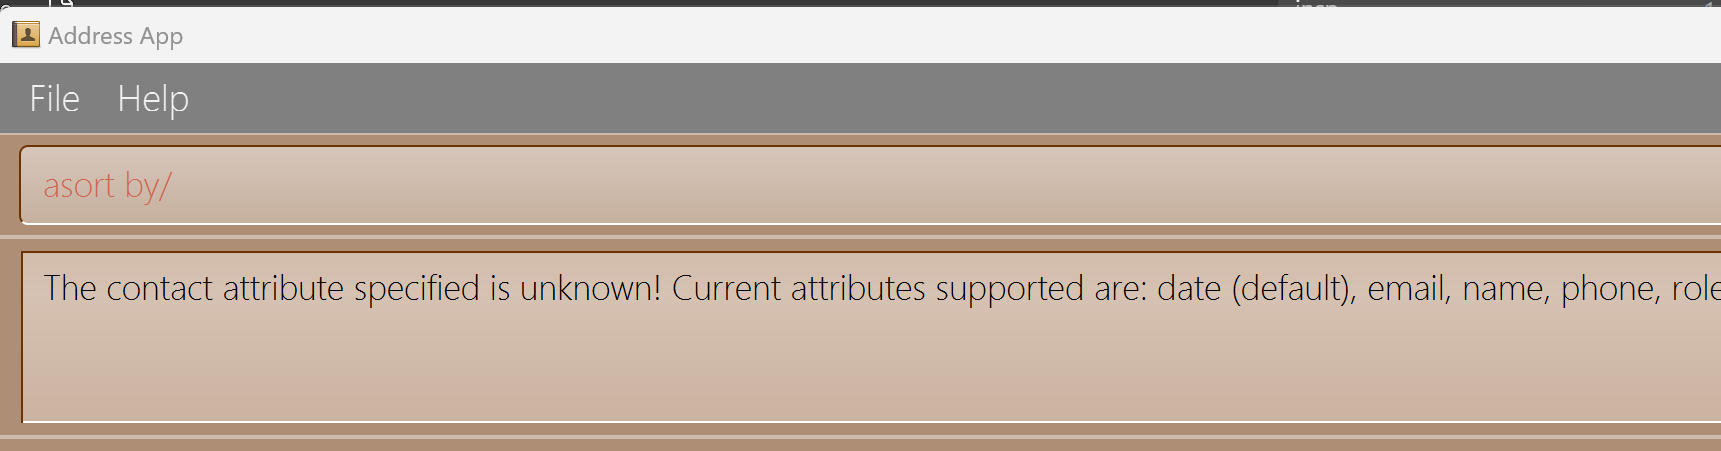 Address App
File Help
asort by/
The contact attribute specified is unknown! Current attributes supported are: date (default), email, name, phone, role